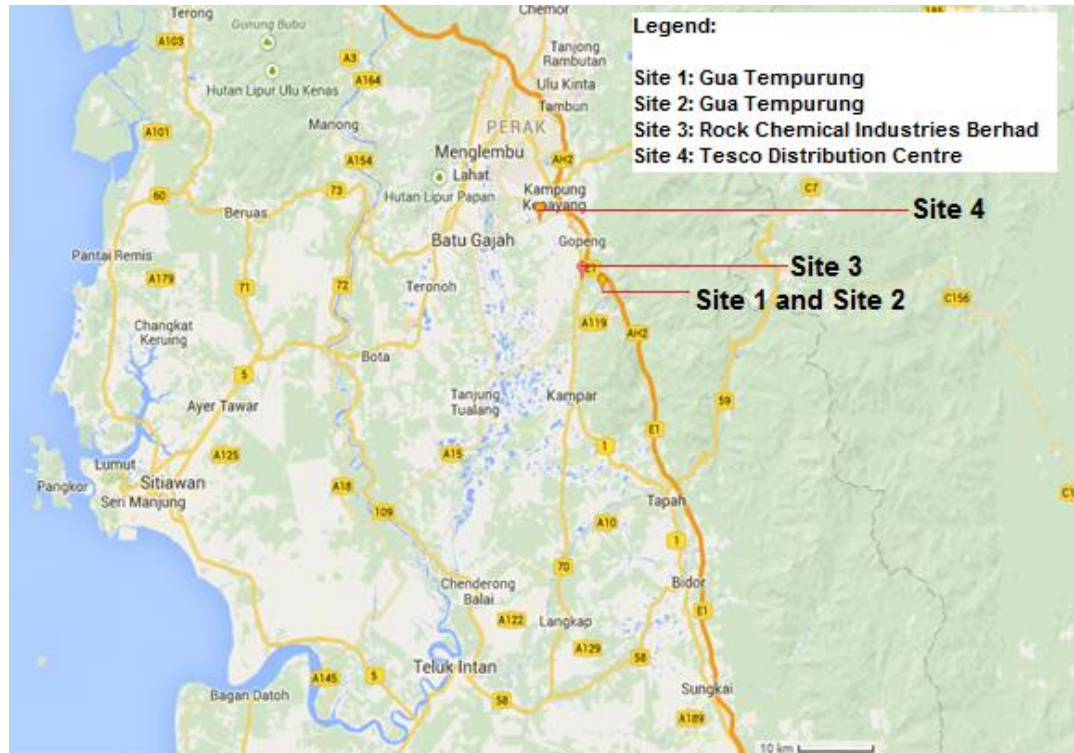 Terong
Gunung Bubu
Chemor
185
Legend:
A103
A3
Tanjong
Rambutan
Hutan Lipur Ulu Kenas
A164
Ulu Kinta
Site 1: Gua Tempurung
Tambun
Site 2: Gua Tempurung
A101
Manong
PERAK
Site 3: Rock Chemical Industries Berhad
A154
Menglembu
AH2
Site 4: Tesco Distribution Centre
Lahat
60
73
Hutan Lipur Papan
Kampung
Kepayang
C7
Beruas
Site 4
Batu Gajah
Gopeng
Pantai Remis
E1
Site 3
A179
71
72
Teronoh
Site 1 and Site 2
C156
Changkat
Keruing
A119
AH2
Bota
5
Tanjung
Tualang
Kampar
59
Ayer Tawar
E1
Lumut
A125
A15
1
Pangkor
Sitiawan
A18
Seri Manjung
Tapah
109
A10
1
70
Bidor
Chenderong
Balai
A122
E1
Langkap
A129
58
Teluk Intan
A145
5
Bagan Datoh
58
Sungkai
A189
10 km